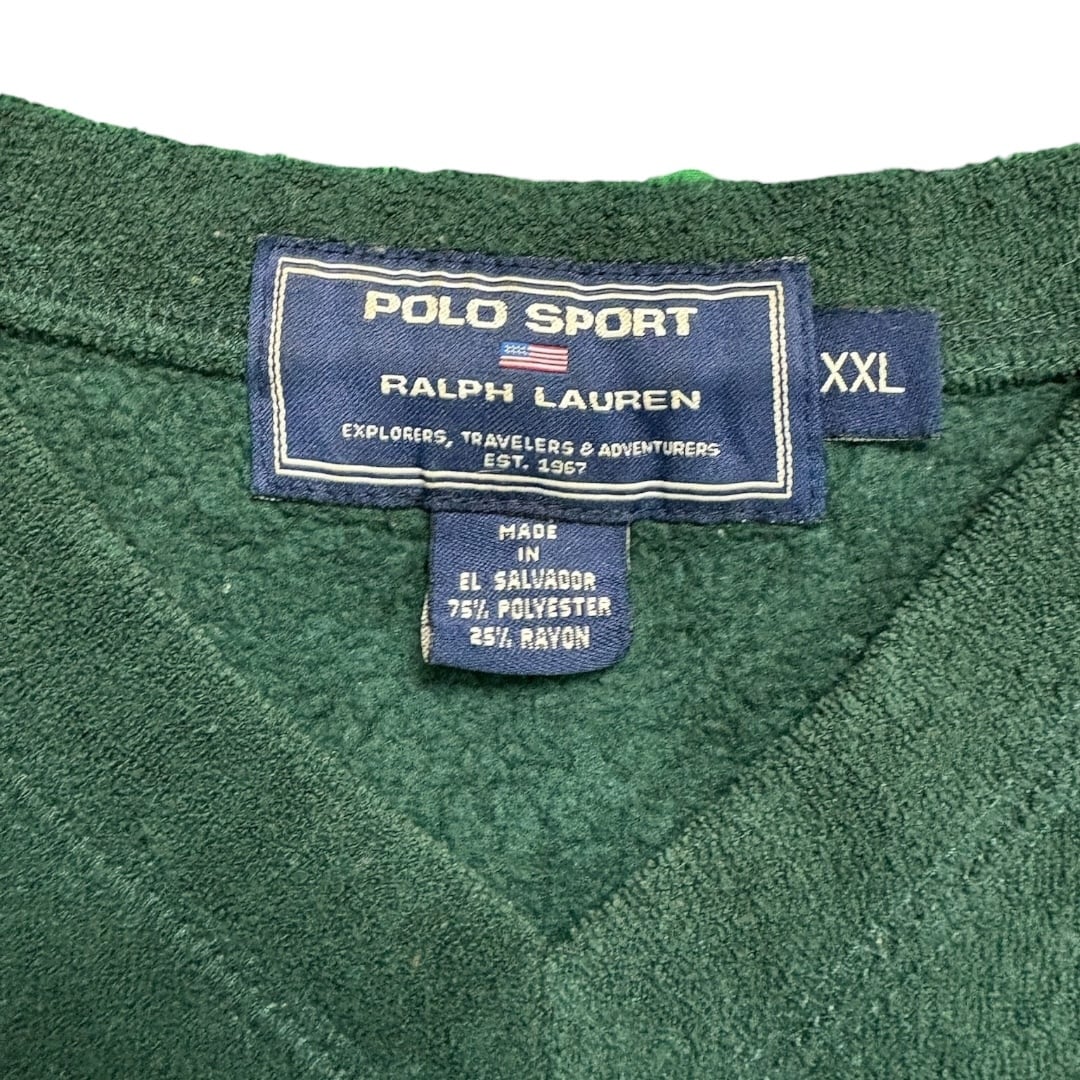 POLO SPORT
RALPH LAUREN
EXPLORERS, TRAVELERS & ADVENTURERS
EST. 1967
XXL
MADE
IN
EL SALVADOR
75% POLYESTER
25% RAYON